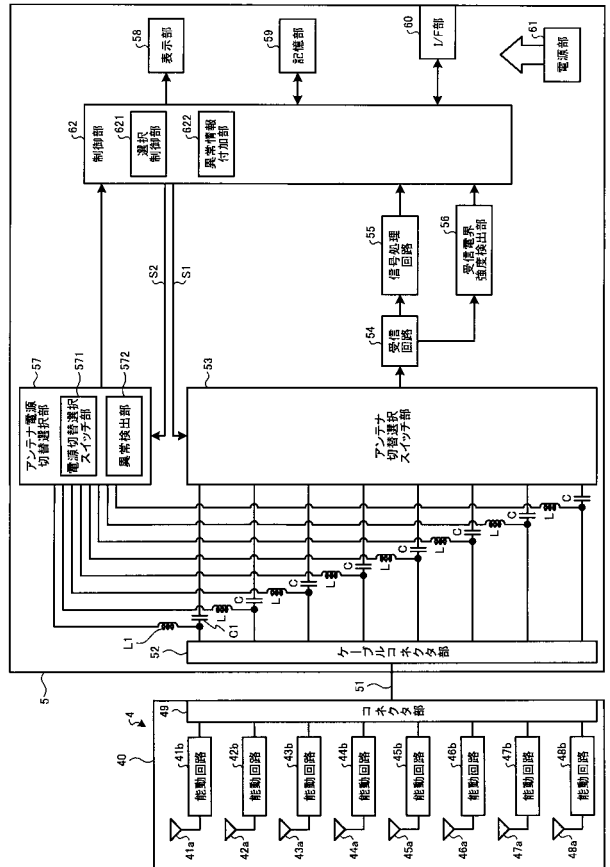 4
40
41a
41b
能動回路
42a
42b
能動回路
43a
43b
能動回路
44a
44b
能動回路
45a
45b
能動回路
46a
46b
能動回路
47a
47b
能動回路
48a
48b
能動回路
49
コネクタ部
51
5
52
ケーブルコネクタ部
L1
C1
L
C
L
C
L
C
L
C
L
C
L
C
L
C
57
アンテナ電源
切替選択部
571
電源切替選択
スイッチ部
572
異常検出部
53
アンテナ
切替選択
スイッチ部
S2
S1
54
受信
回路
55
信号処理
回路
56
受信電界
強度検出部
62
制御部
621
選択
制御部
622
異常情報
付加部
58
表示部
59
記憶部
60
I/F部
61
電源部